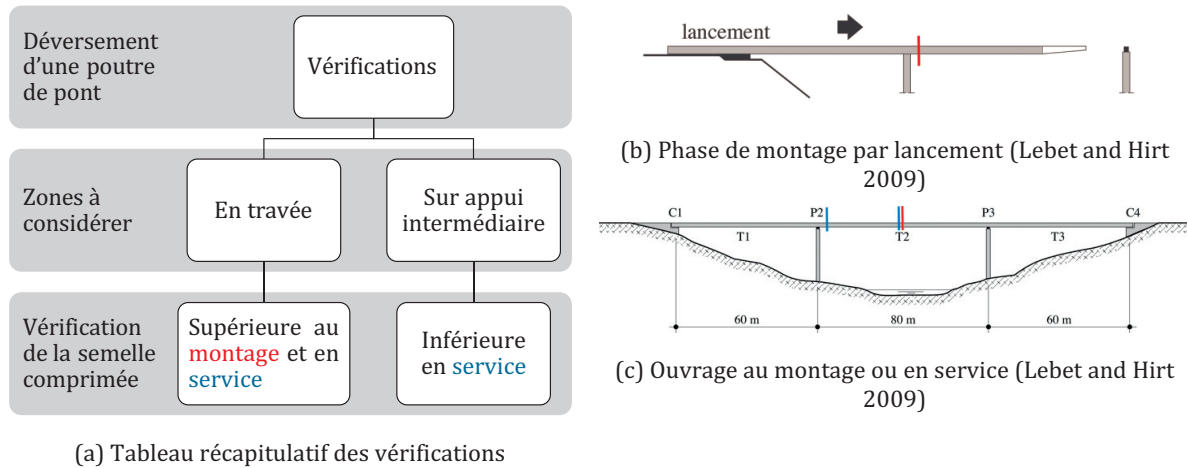 Déversement
d'une poutre
de pont
Vérifications
Zones à
considérer
En travée
Sur appui
intermédiaire
Vérification
de la semelle
comprimée
Supérieure au
montage et en
service
Inférieure
en service
(a) Tableau récapitulatif des vérifications
lancement
(b) Phase de montage par lancement (Lebet and Hirt
2009)
C1 P2 P3 C4
T1 T2 T3
60 m 80 m 60 m
(c) Ouvrage au montage ou en service (Lebet and Hirt
2009)